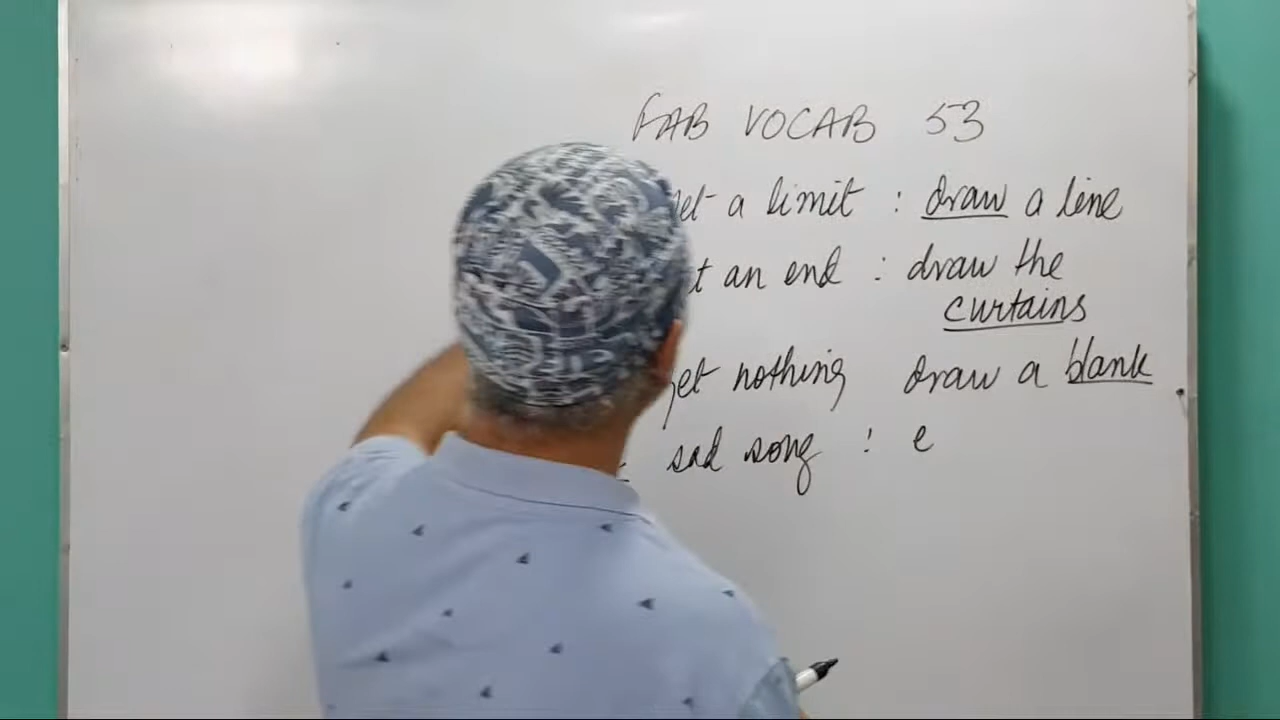 FAB VOCAB 53
a limit : draw a line
an end : draw the
curtains
nothing draw a blank
sad song : e